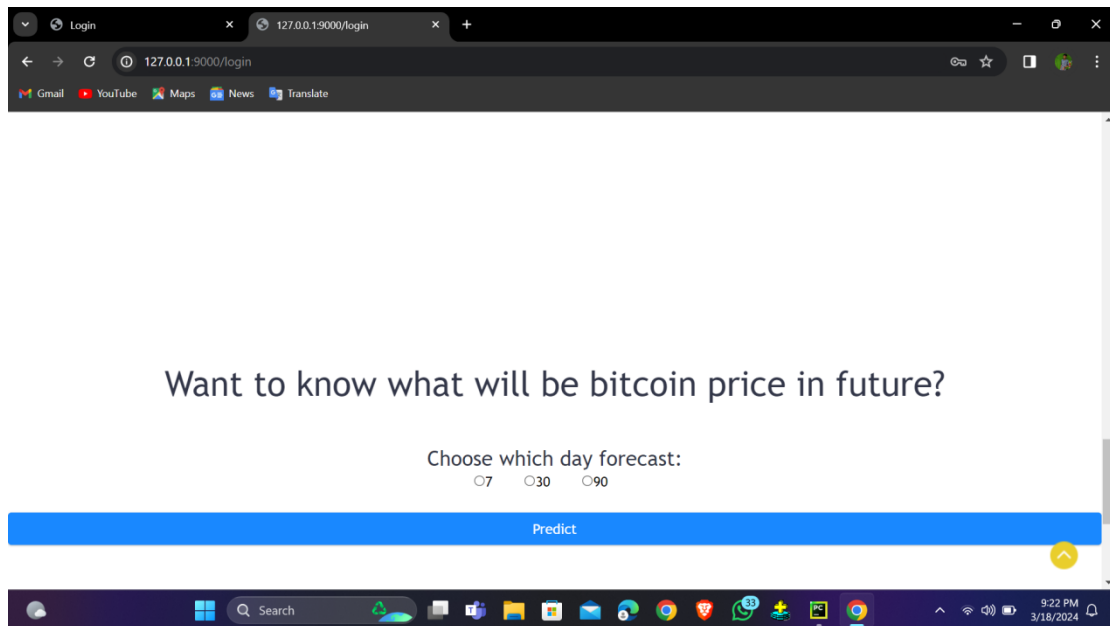 Login
127.0.0.1:9000/login
127.0.0.1:9000/login
Gmail YouTube Maps News Translate
Want to know what will be bitcoin price in future?
Choose which day forecast:
7 30 90
Predict
Search
33
PC
9:22 PM
3/18/2024